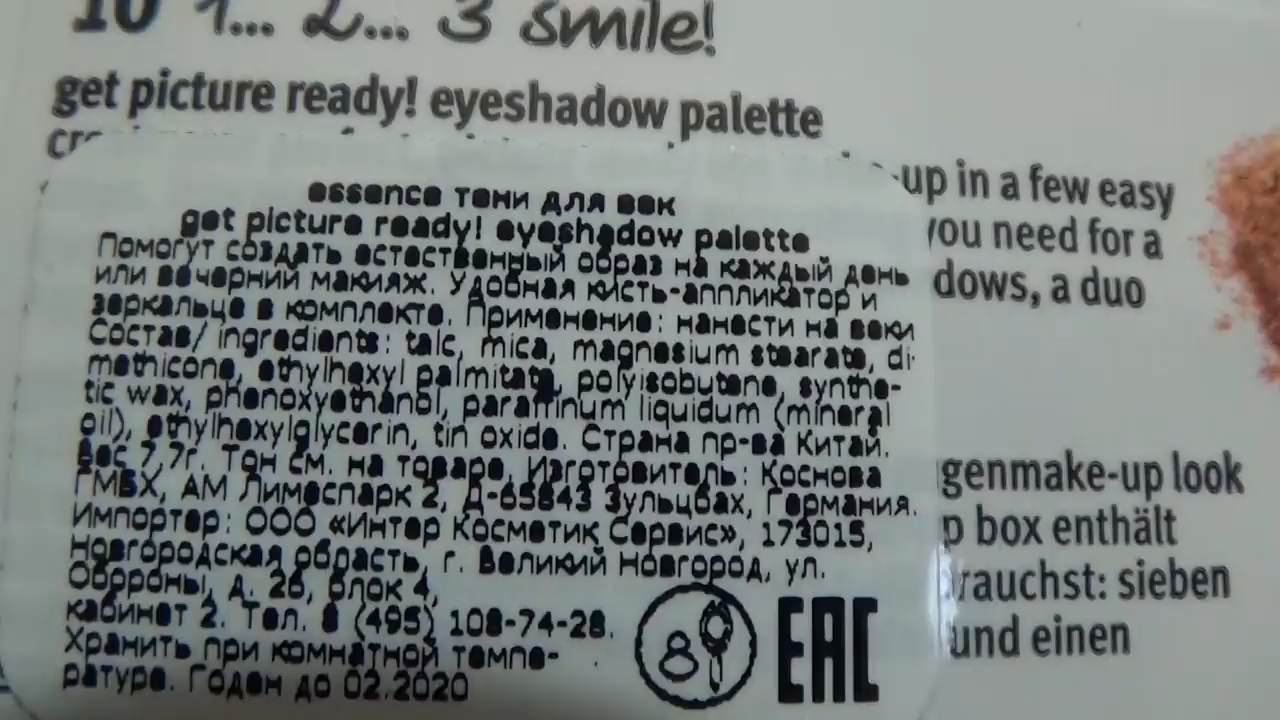 10 1... 2... 3 smile!
get picture ready! eyeshadow palette
up in a few easy
you need for a
dows, a duo
essence тени для век
get picture ready! eyeshadow palette
Помогут создать естественный образ на каждый день
или вечерний макияж. Удобная кисть-аппликатор и
зеркальце в комплекте. Применение: нанести на веки
Состав/ ingredients: talc, mica, magnesium stearate, di-
methicone, ethylhexyl palmitate, polyisobutene, synthe-
tic wax, phenoxyethanol, paraffinum liquidum (mineral
oil), ethylhexylglycerin, tin oxide. Страна пр-ва Китай.
Вес 7,7г. Тон см. на товаре. Изготовитель: Коснова
ГМБХ, АМ Лимеспарк 2, Д-65843 Зульцбах, Германия.
Импортер: ООО «Интер Косметик Сервис», 173015,
Новгородская область, г. Великий Новгород, ул.
Обороны, д. 26, блок 4,
кабинет 2. Тел. 8 (495) 108-74-28.
Хранить при комнатной темпе-
ратуре. Годен до 02.2020
EAC
genmake-up look
p box enthält
rauchst: sieben
und einen